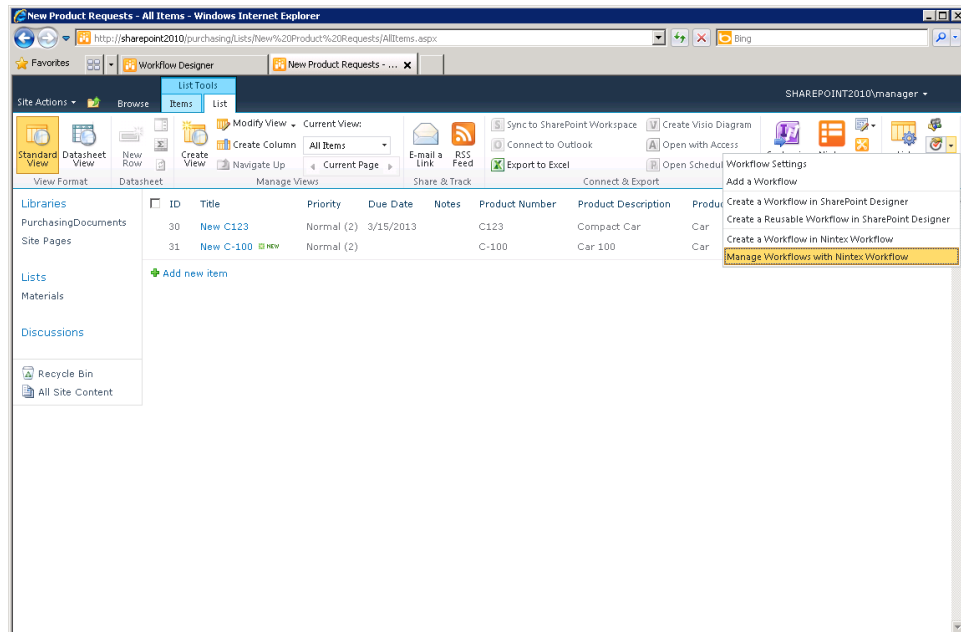 New Product Requests - All Items - Windows Internet Explorer
http://sharepoint2010/purchasing/Lists/New%20Product%20Requests/AllItems.aspx
Bing
Favorites
Workflow Designer
New Product Requests - ...
List Tools
Site Actions
Browse
Items
List
SHAREPOINT2010\manager
Standard View
Datasheet View
New Row
Create View
Modify View
Create Column
Navigate Up
Current View:
All Items
Current Page
E-mail a Link
RSS Feed
Sync to SharePoint Workspace
Connect to Outlook
Export to Excel
Create Visio Diagram
Open with Access
Open Schedul
View Format
Datasheet
Manage Views
Share & Track
Connect & Export
Workflow Settings
Add a Workflow
Create a Workflow in SharePoint Designer
Create a Reusable Workflow in SharePoint Designer
Create a Workflow in Nintex Workflow
Manage Workflows with Nintex Workflow
Libraries
PurchasingDocuments
Site Pages
Lists
Materials
Discussions
Recycle Bin
All Site Content
ID Title Priority Due Date Notes Product Number Product Description Produc
30 New C123 Normal (2) 3/15/2013 C123 Compact Car Car
31 New C-100 NEW Normal (2) C-100 Car 100 Car
Add new item